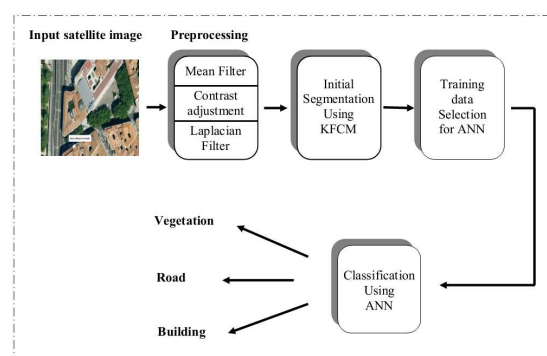 Input satellite image
Preprocessing
Mean Filter
Contrast
adjustment
Laplacian
Filter
Initial
Segmentation
Using
KFCM
Training
data
Selection
for ANN
Vegetation
Road
Building
Classification
Using
ANN